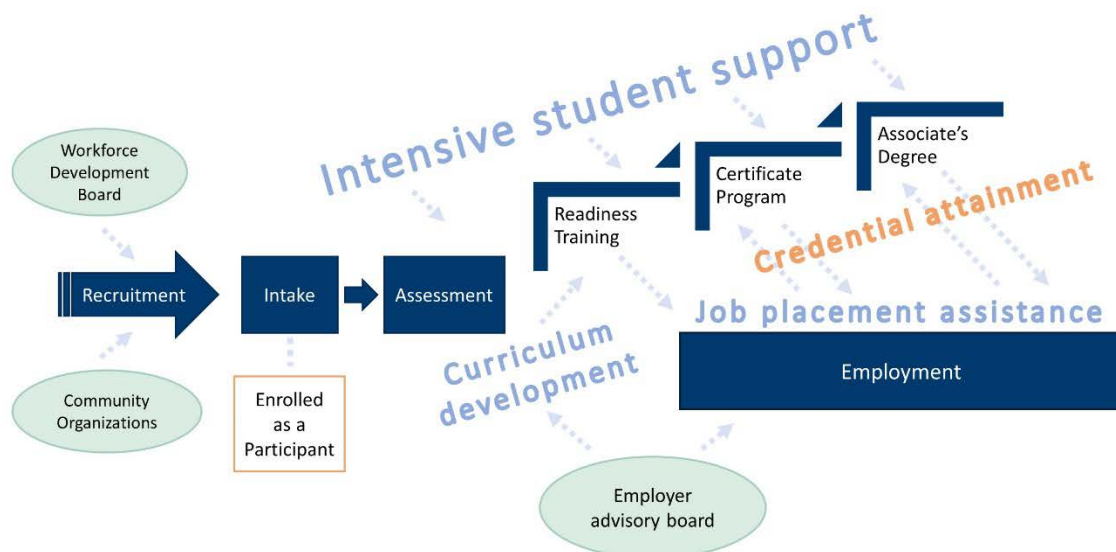 Intensive student support
Workforce
Development
Board
Recruitment
Community
Organizations
Intake
Enrolled
as a
Participant
Assessment
Readiness
Training
Certificate
Program
Associate's
Degree
Credential attainment
Curriculum
development
Job placement assistance
Employment
Employer
advisory board